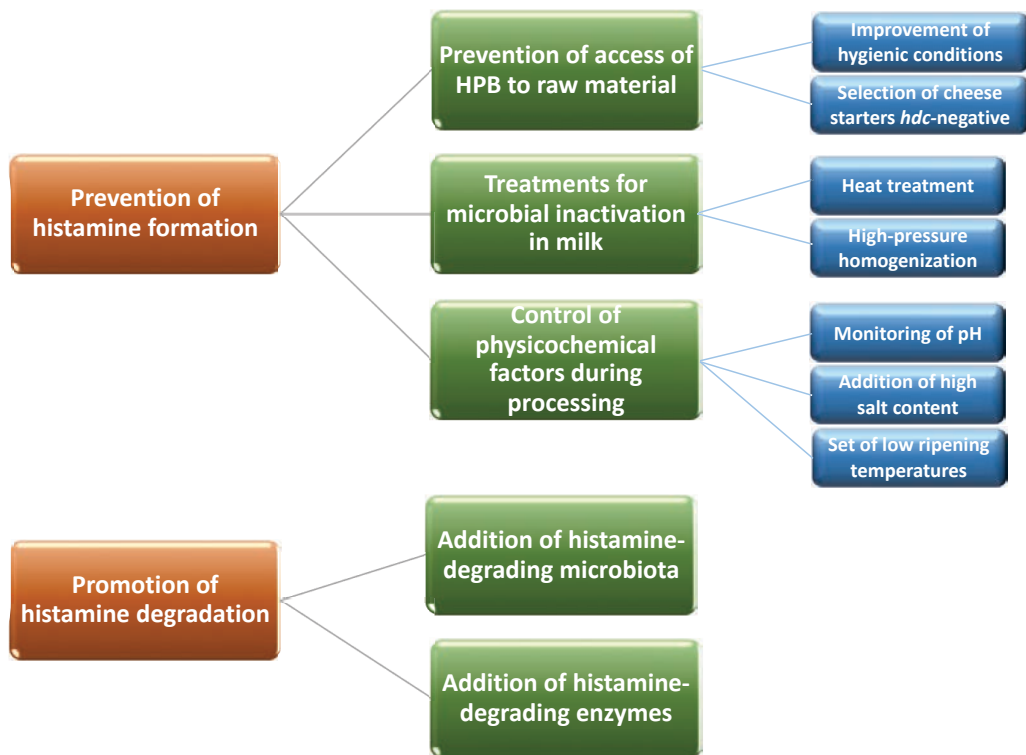 Prevention of
histamine formation
Prevention of access of
HPB to raw material
Improvement of
hygienic conditions
Selection of cheese
starters hdc-negative
Treatments for
microbial inactivation
in milk
Heat treatment
High-pressure
homogenization
Control of
physicochemical
factors during
processing
Monitoring of pH
Addition of high
salt content
Set of low ripening
temperatures
Promotion of
histamine degradation
Addition of histamine-
degrading microbiota
Addition of histamine-
degrading enzymes